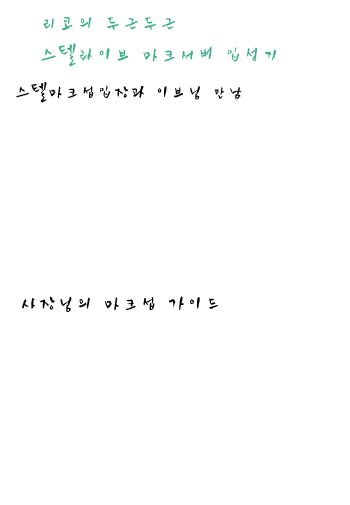 리코의 두근두근
스텔라이브 마크서버 입성기
스텔마크섭입장과 이브님 만남
사장님의 마크섭 가이드